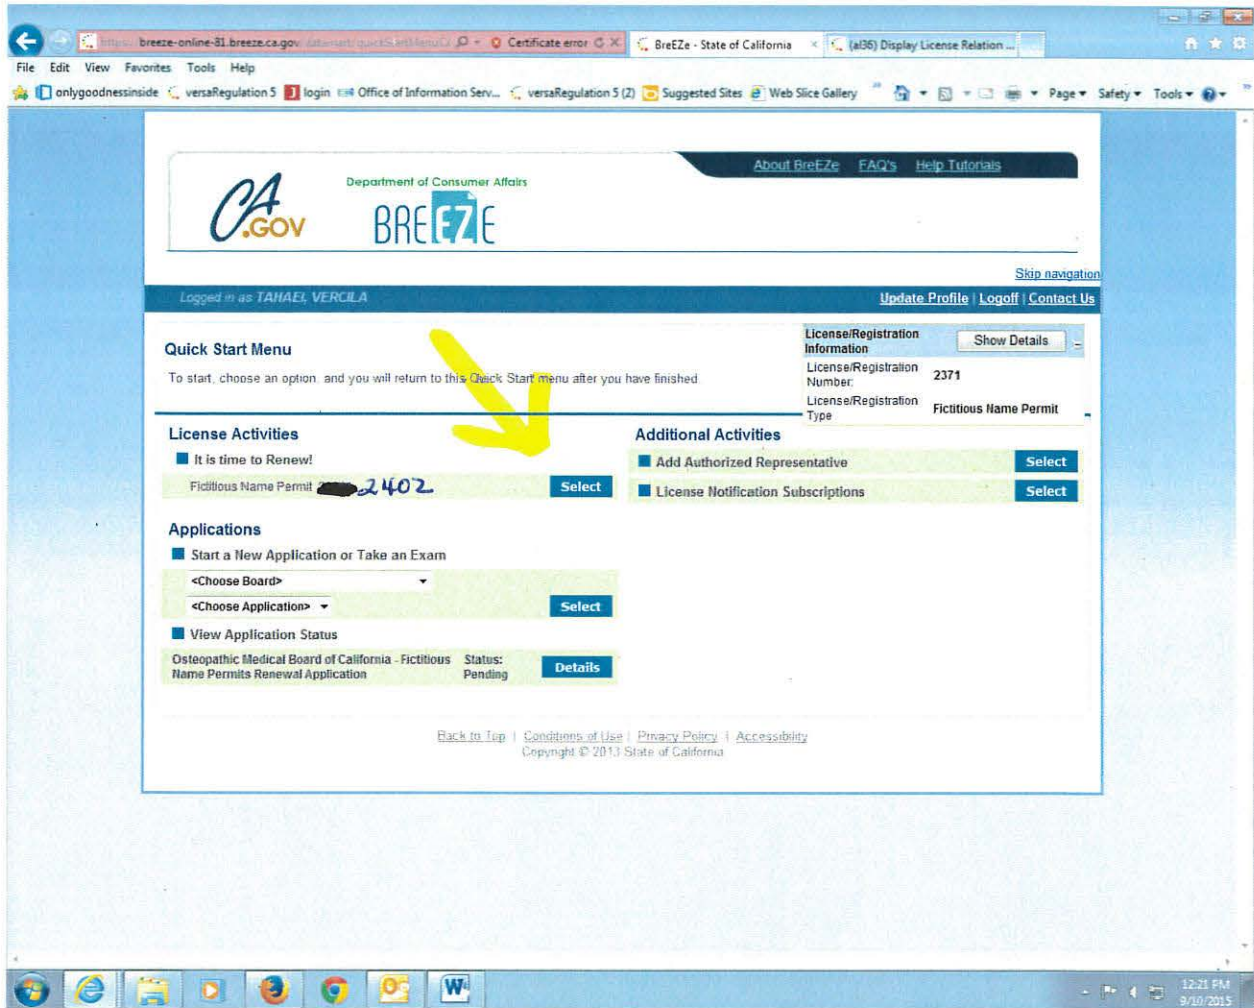 breeze-online-81.breeze.ca.gov
Certificate error
BreEZe - State of California
(al36) Display License Relation ...
File Edit View Favorites Tools Help
onlygoodnessinside
versaRegulation 5
login
Office of Information Serv...
versaRegulation 5 (2)
Suggested Sites
Web Slice Gallery
Page
Safety
Tools
About BreEZe FAQ's Help Tutorials
CA.GOV
Department of Consumer Affairs
BREEZE
Skip navigation
Logged in as TAHAEI, VERCILA
Update Profile | Logoff | Contact Us
Quick Start Menu
To start, choose an option, and you will return to this Quick Start menu after you have finished.
License/Registration Information
Show Details
License/Registration Number: 2371
License/Registration Type Fictitious Name Permit
License Activities
It is time to Renew!
Fictitious Name Permit 2402 Select
Additional Activities
Add Authorized Representative Select
License Notification Subscriptions Select
Applications
Start a New Application or Take an Exam
<Choose Board>
<Choose Application> Select
View Application Status
Osteopathic Medical Board of California - Fictitious Status:
Name Permits Renewal Application Pending
Details
Back to Top | Conditions of Use | Privacy Policy | Accessibility
Copyright © 2013 State of California
12:21 PM
9/10/2015